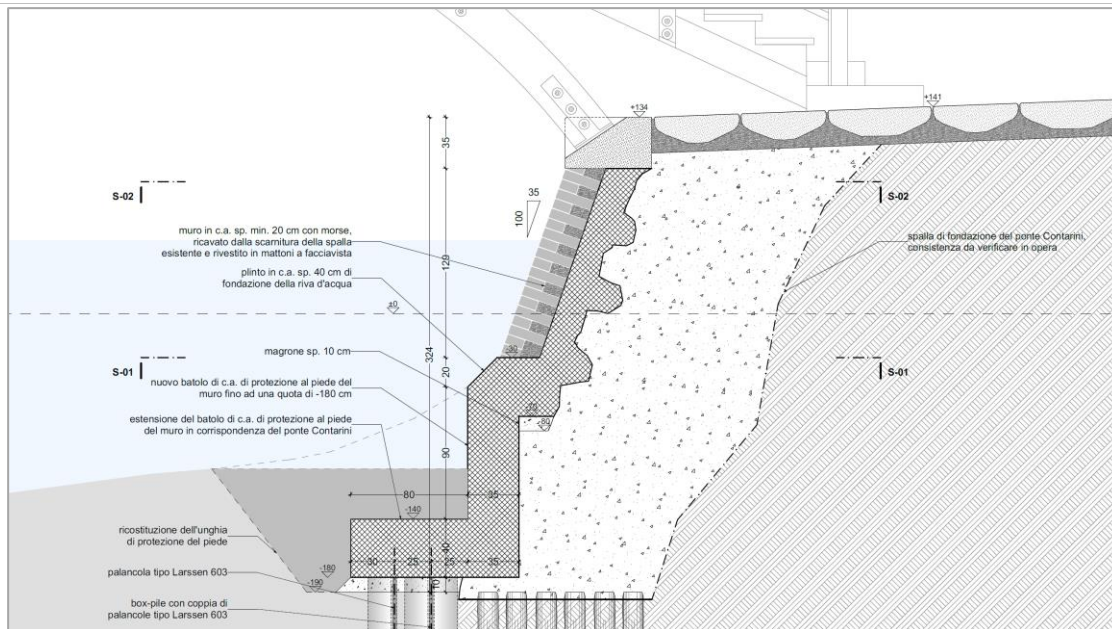 +134
+141
35
S-02
S-02
35
100
muro in c.a. sp. min. 20 cm con morse,
ricavato dalla scarnitura della spalla
esistente e rivestito in mattoni a facciavista
spalla di fondazione del ponte Contarini,
consistenza da verificare in opera
129
plinto in c.a. sp. 40 cm di
fondazione della riva d'acqua
±0
324
magrone sp. 10 cm
-30
S-01
S-01
20
nuovo batolo di c.a. di protezione al piede del
muro fino ad una quota di -180 cm
-70
-80
estensione del batolo di c.a. di protezione al piede
del muro in corrispondenza del ponte Contarini
90
80
35
-140
ricostituzione dell'unghia
di protezione del piede
40
30
25
25
35
-180
palancola tipo Larssen 603
-190
10
box-pile con coppia di
palancole tipo Larssen 603